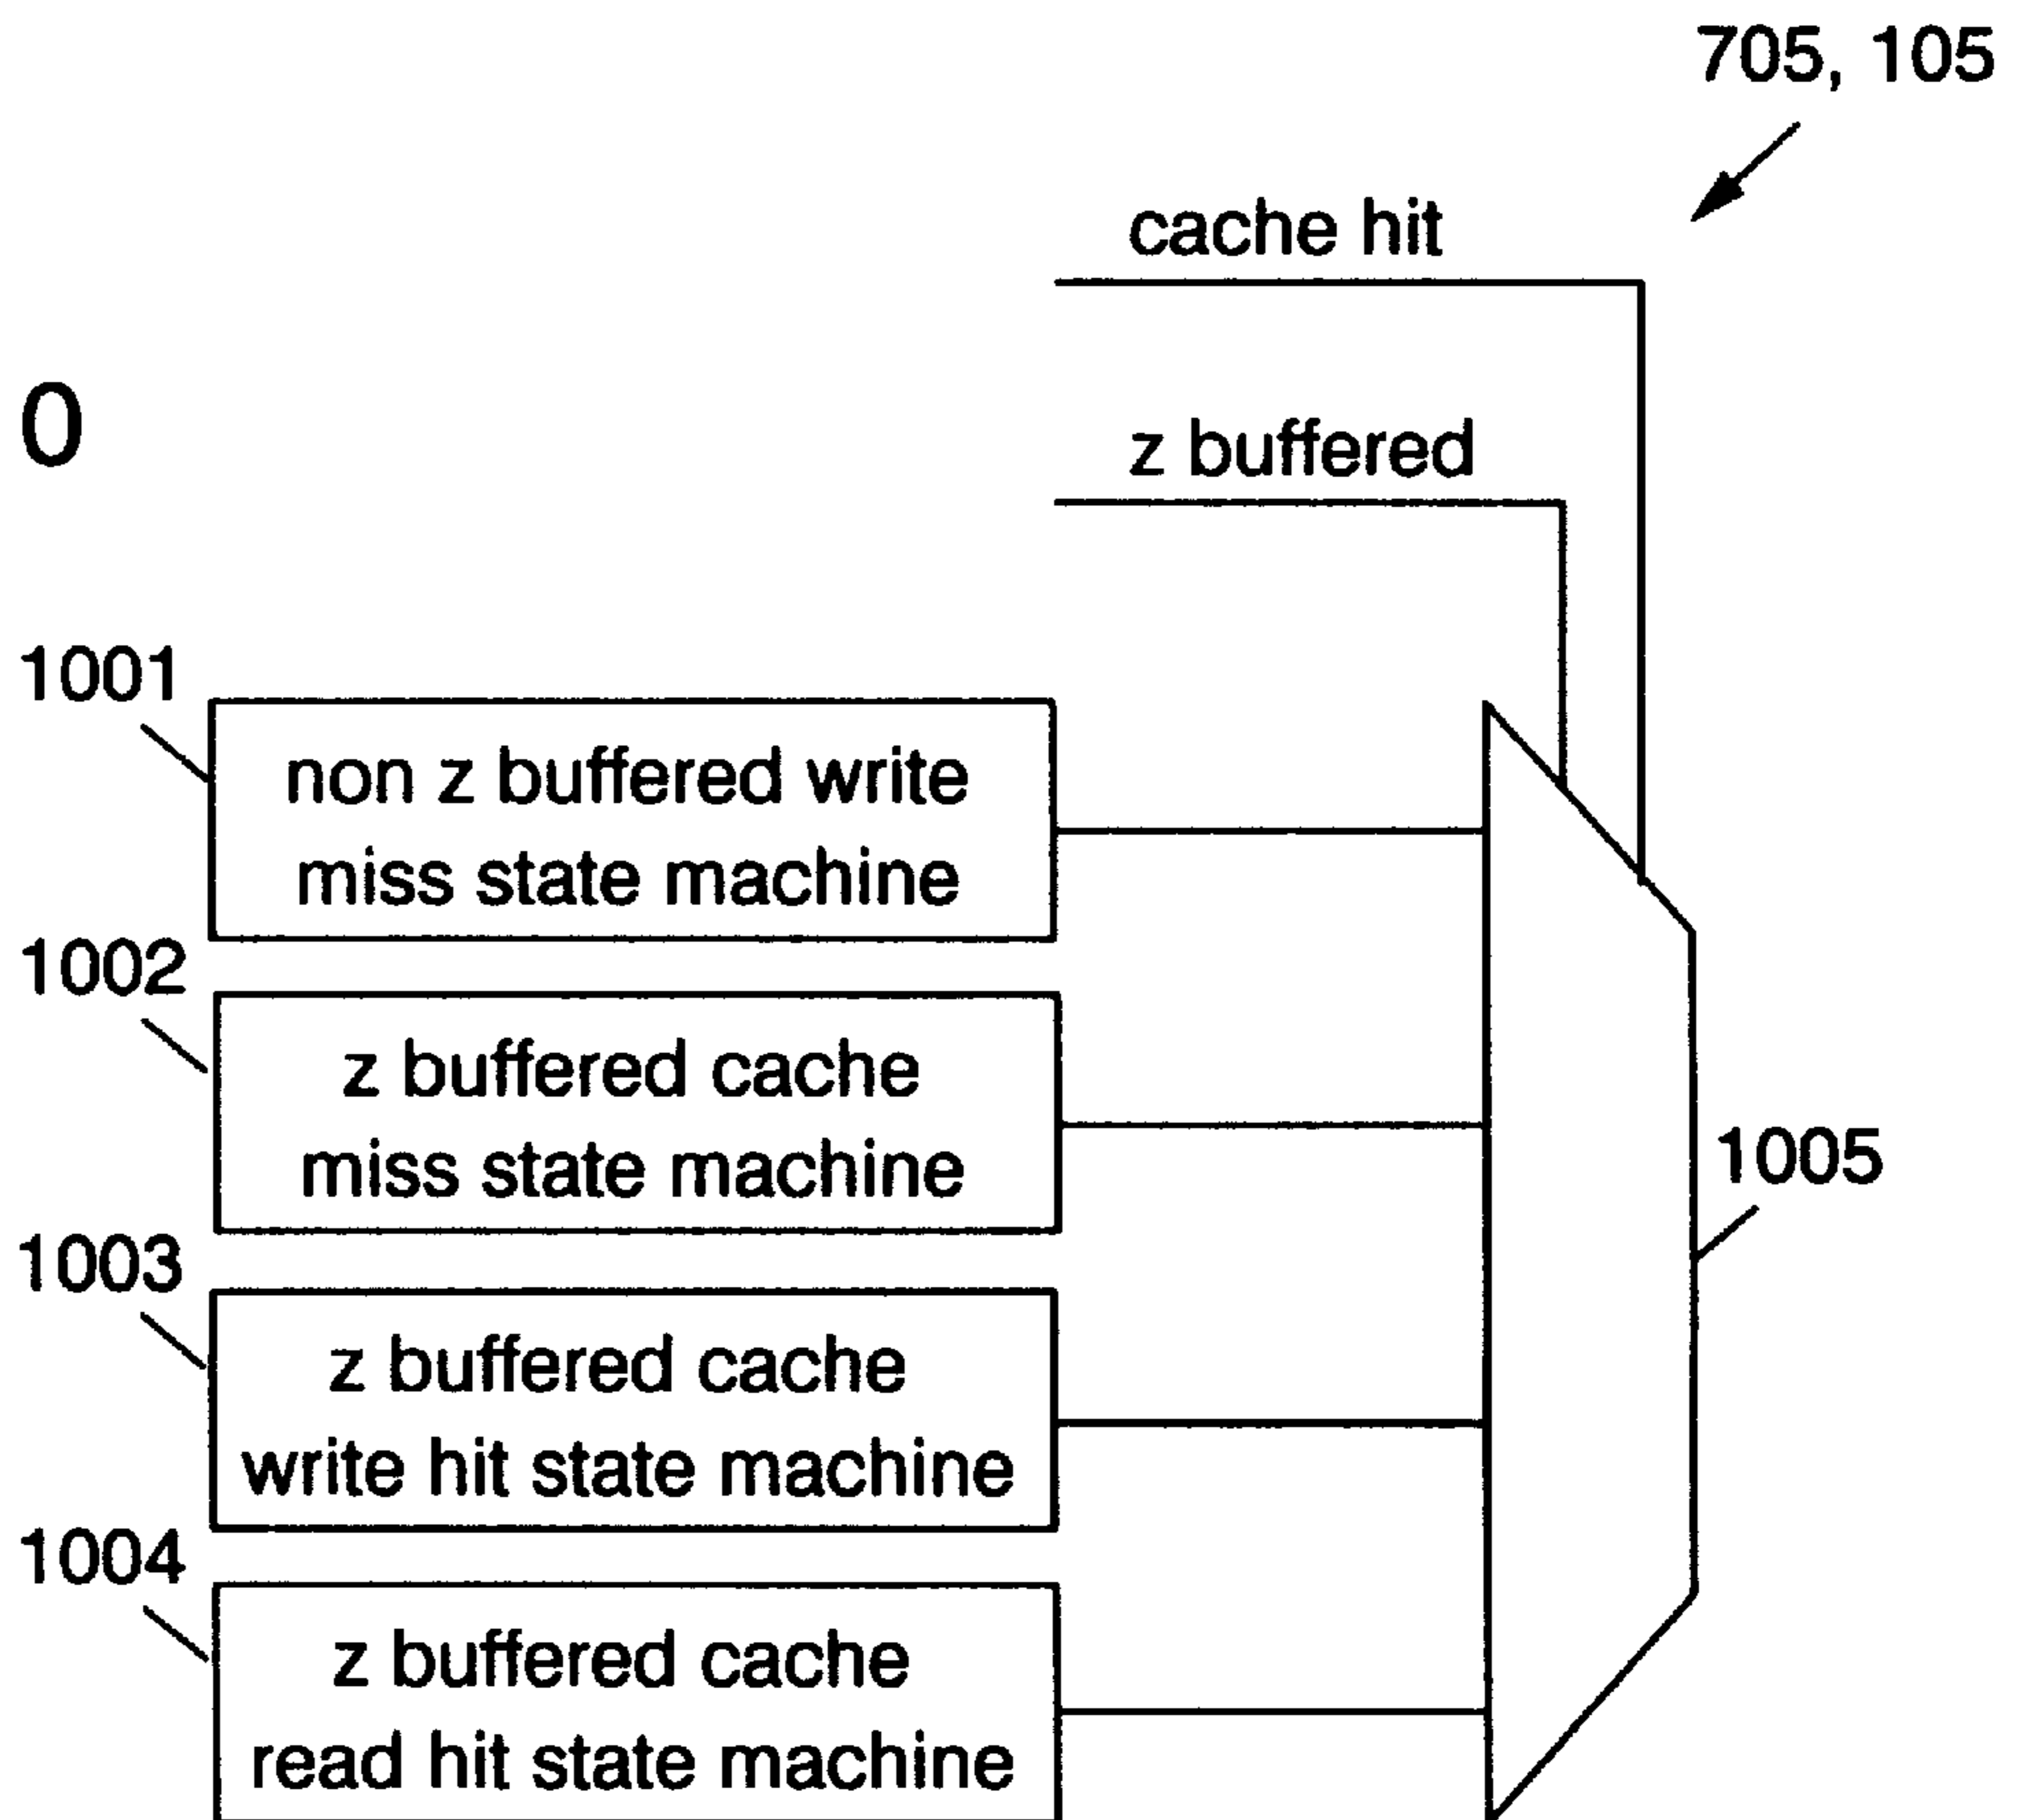 705, 105
cache hit
0
z buffered
1001
non z buffered write
miss state machine
1002
z buffered cache
miss state machine
1005
1003
z buffered cache
write hit state machine
1004
z buffered cache
read hit state machine